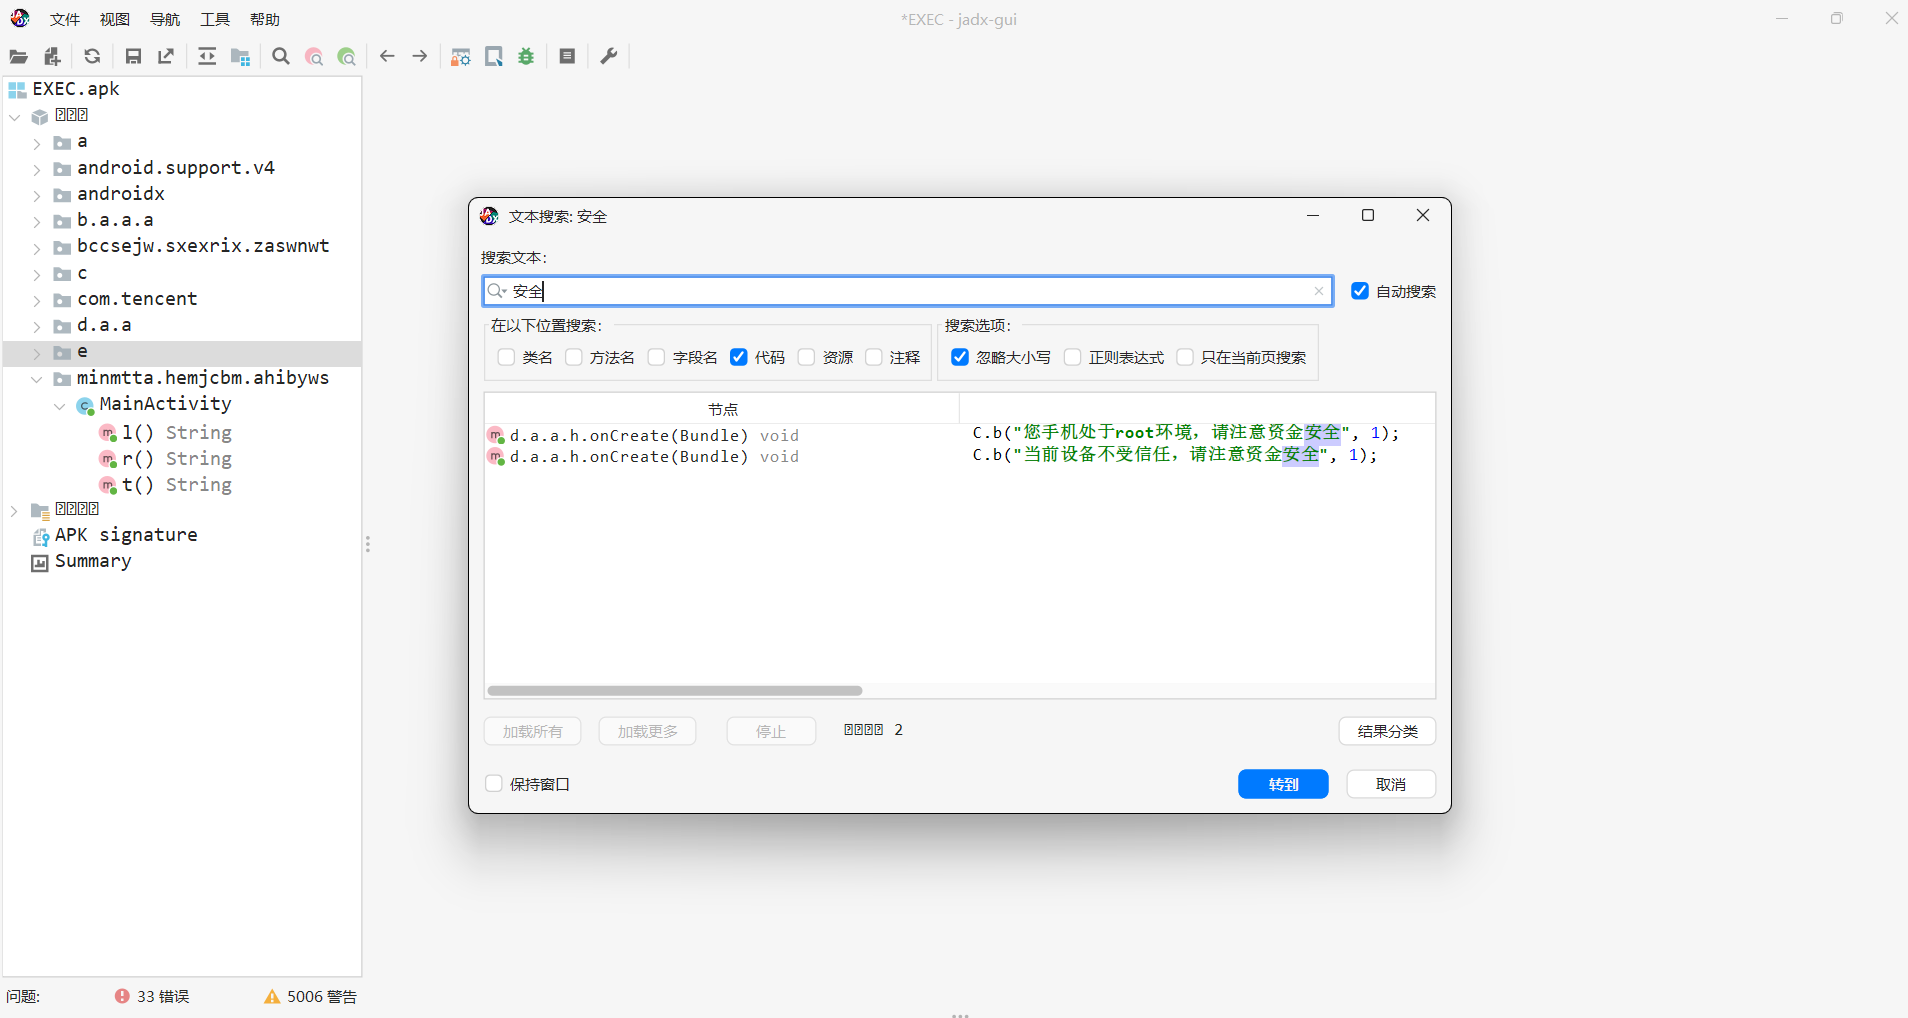 文件 视图 导航 工具 帮助
*EXEC - jadx-gui
EXEC.apk
a
android.support.v4
androidx
b.a.a.a
bccsejw.sxexrix.zaswnwt
c
com.tencent
d.a.a
e
minmtta.hemjcbm.ahibyws
MainActivity
l() String
r() String
t() String
APK signature
Summary
问题: 33 错误 5006 警告
文本搜索: 安全
搜索文本:
安全
自动搜索
在以下位置搜索:
类名 方法名 字段名 代码 资源 注释
搜索选项:
忽略大小写 正则表达式 只在当前页搜索
节点
d.a.a.h.onCreate(Bundle) void C.b("您手机处于root环境，请注意资金安全", 1);
d.a.a.h.onCreate(Bundle) void C.b("当前设备不受信任，请注意资金安全", 1);
加载所有 加载更多 停止 2 结果分类
保持窗口 转到 取消